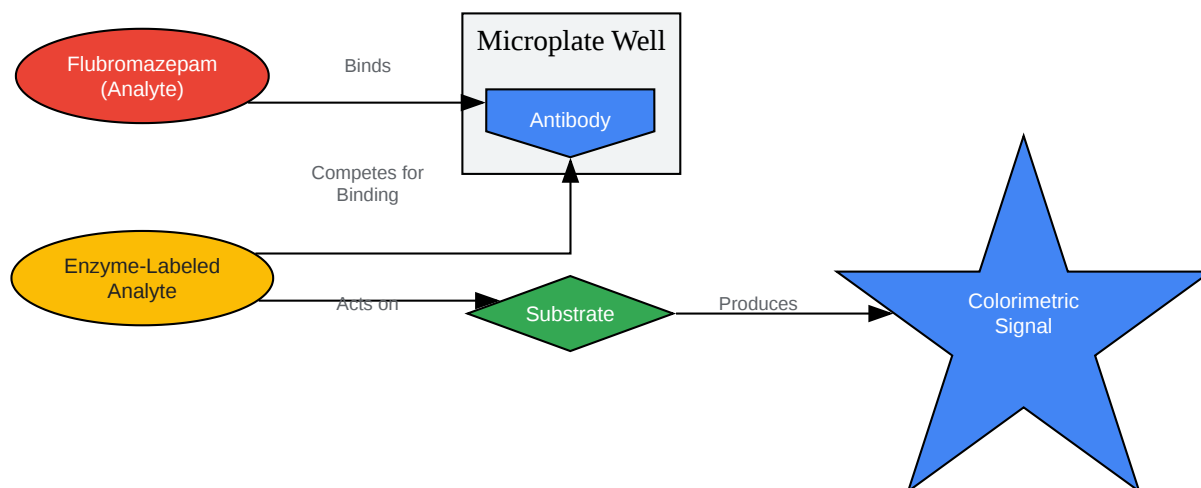 Flubromazepam
(Analyte)
Binds
Microplate Well
Antibody
Competes for
Binding
Enzyme-Labeled
Analyte
Acts on
Substrate
Produces
Colorimetric
Signal